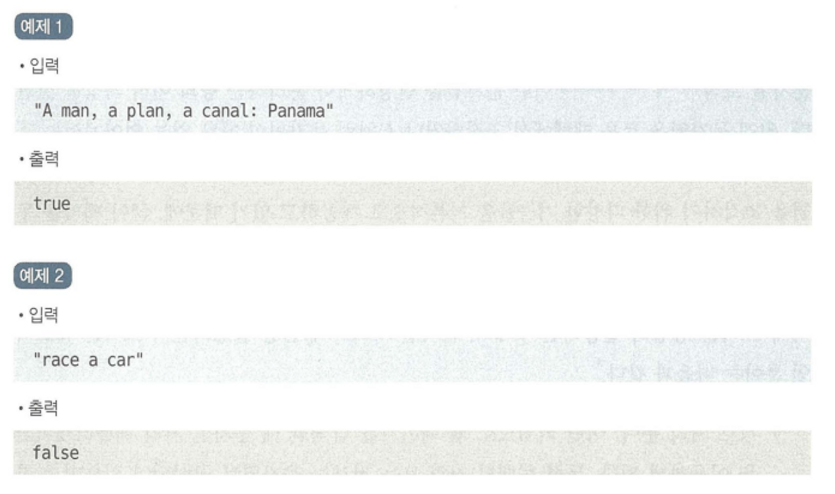 예제 1
• 입력
"A man, a plan, a canal: Panama"
• 출력
true
예제 2
• 입력
"race a car"
• 출력
false